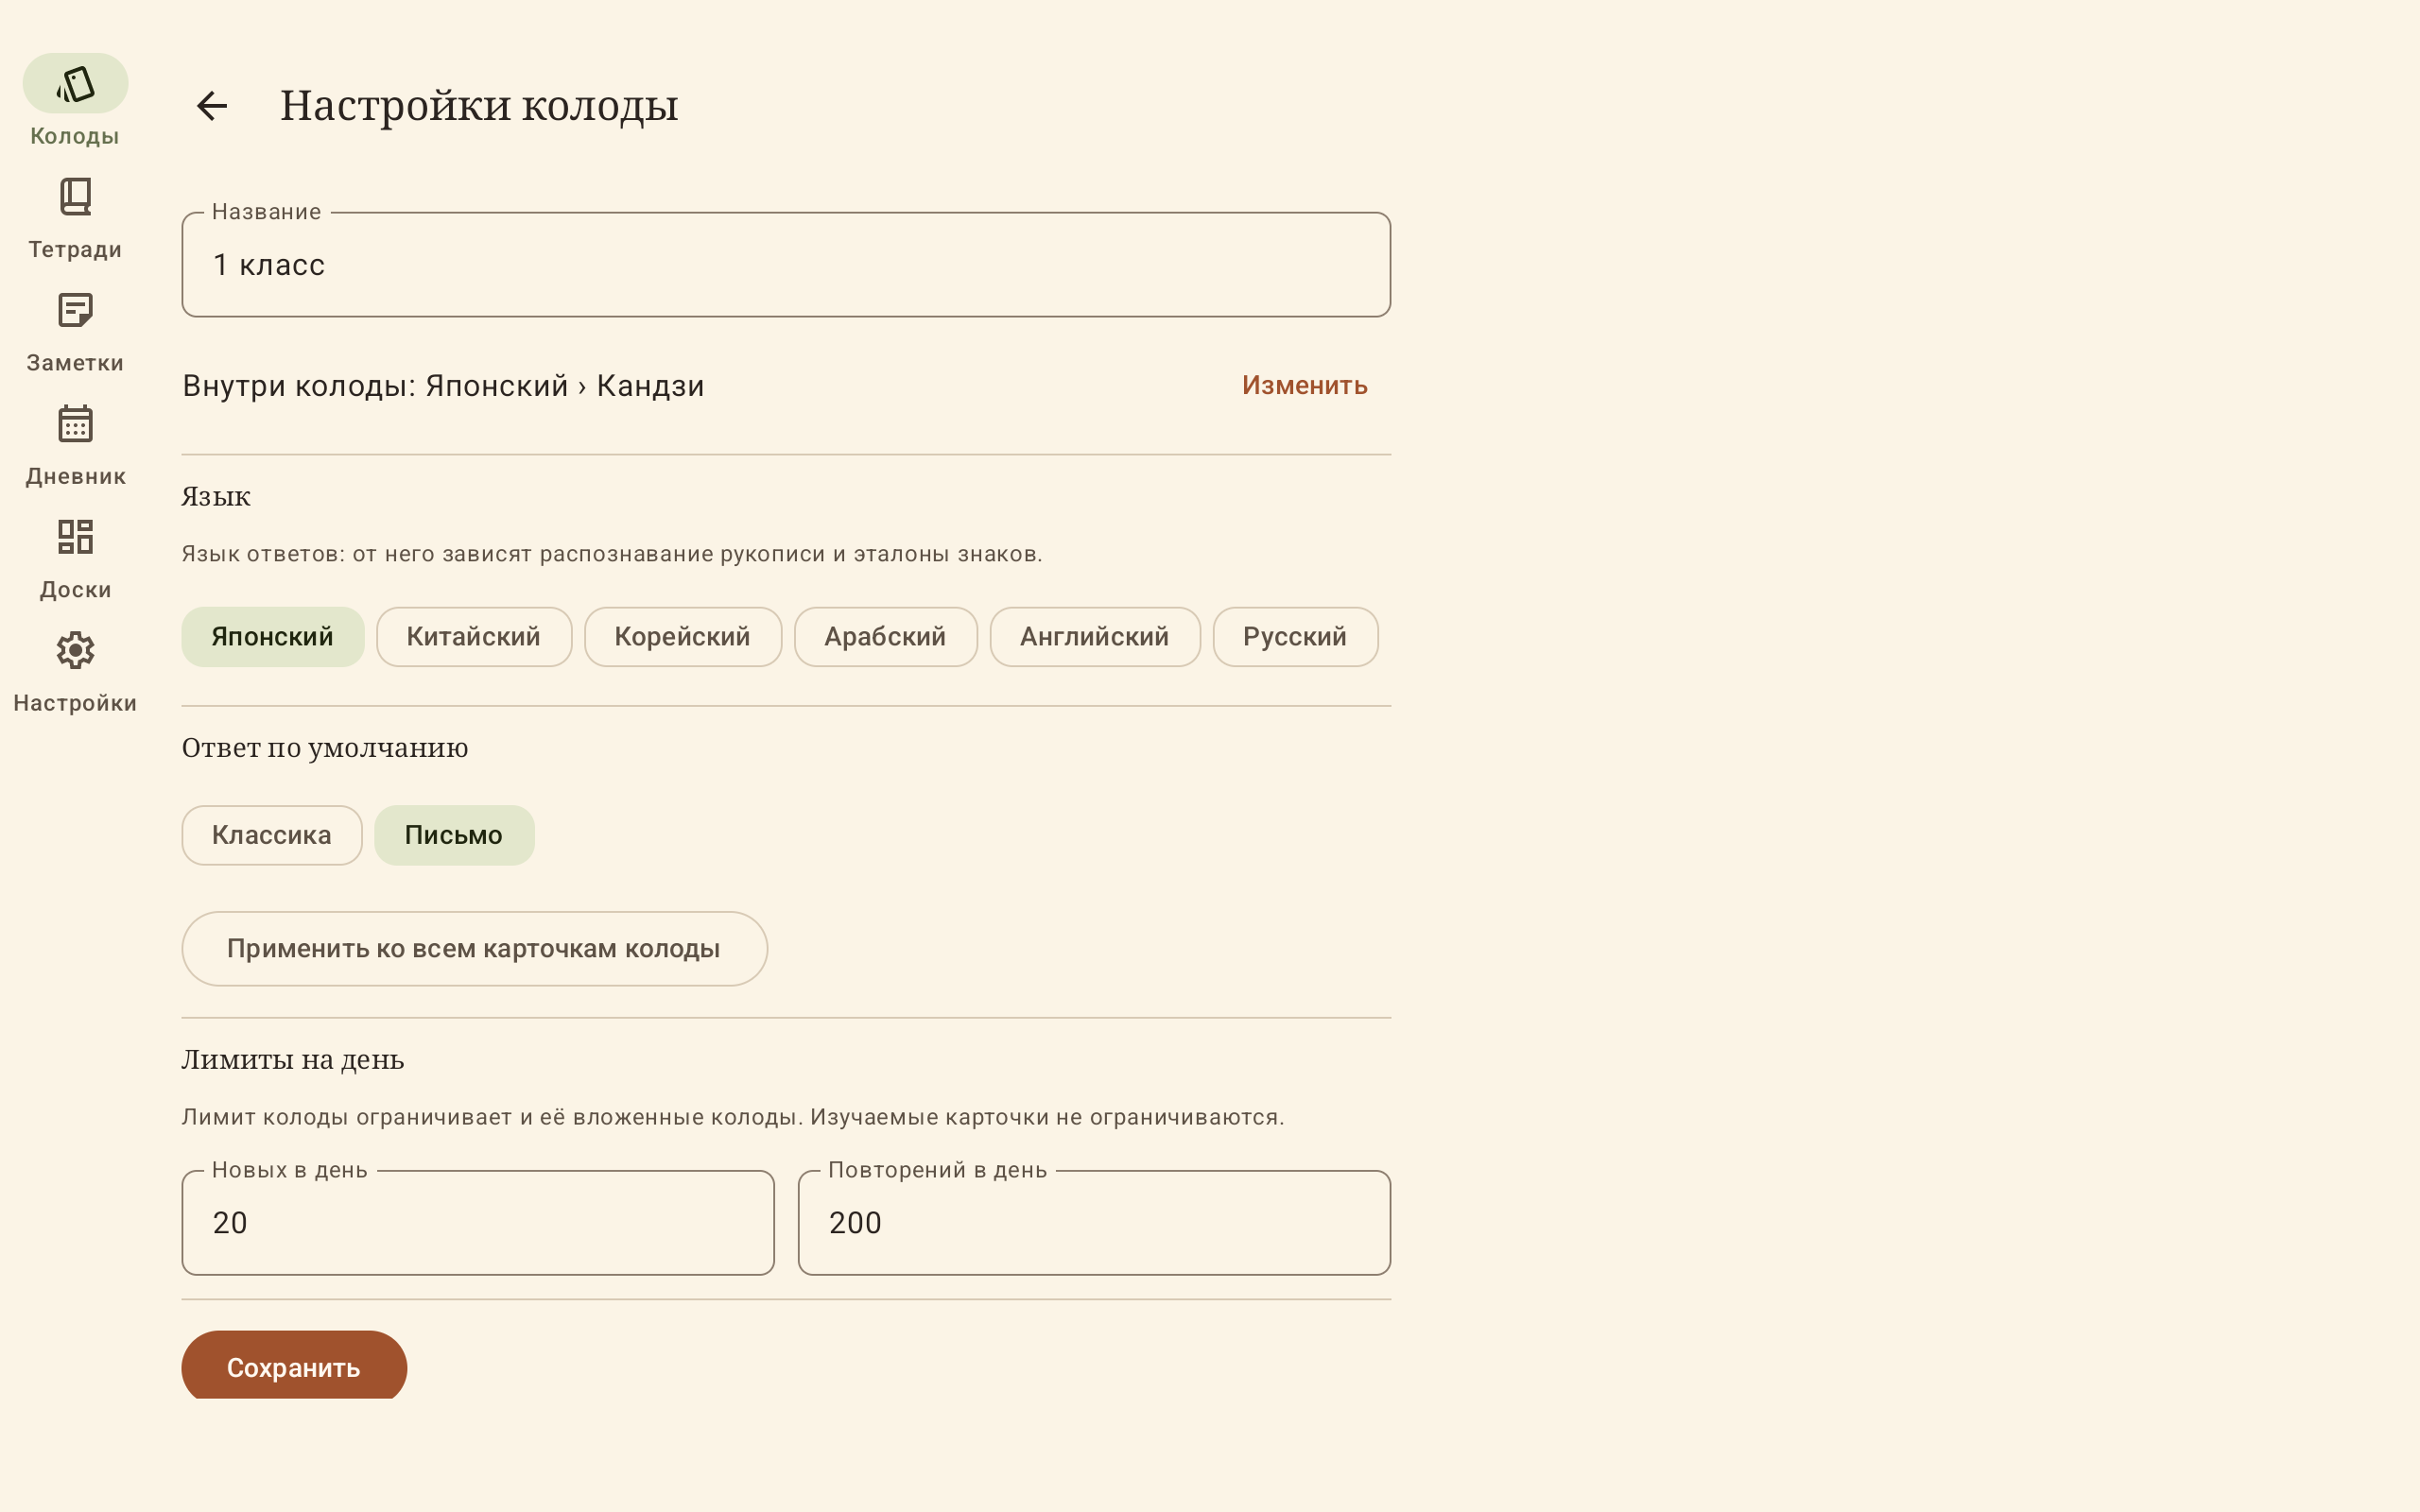 Колоды
Тетради
Заметки
Дневник
Доски
Настройки
Настройки колоды
Название
1 класс
Внутри колоды: Японский › Кандзи
Изменить
Язык
Язык ответов: от него зависят распознавание рукописи и эталоны знаков.
Японский Китайский Корейский Арабский Английский Русский
Ответ по умолчанию
Классика Письмо
Применить ко всем карточкам колоды
Лимиты на день
Лимит колоды ограничивает и её вложенные колоды. Изучаемые карточки не ограничиваются.
Новых в день Повторений в день
20 200
Сохранить